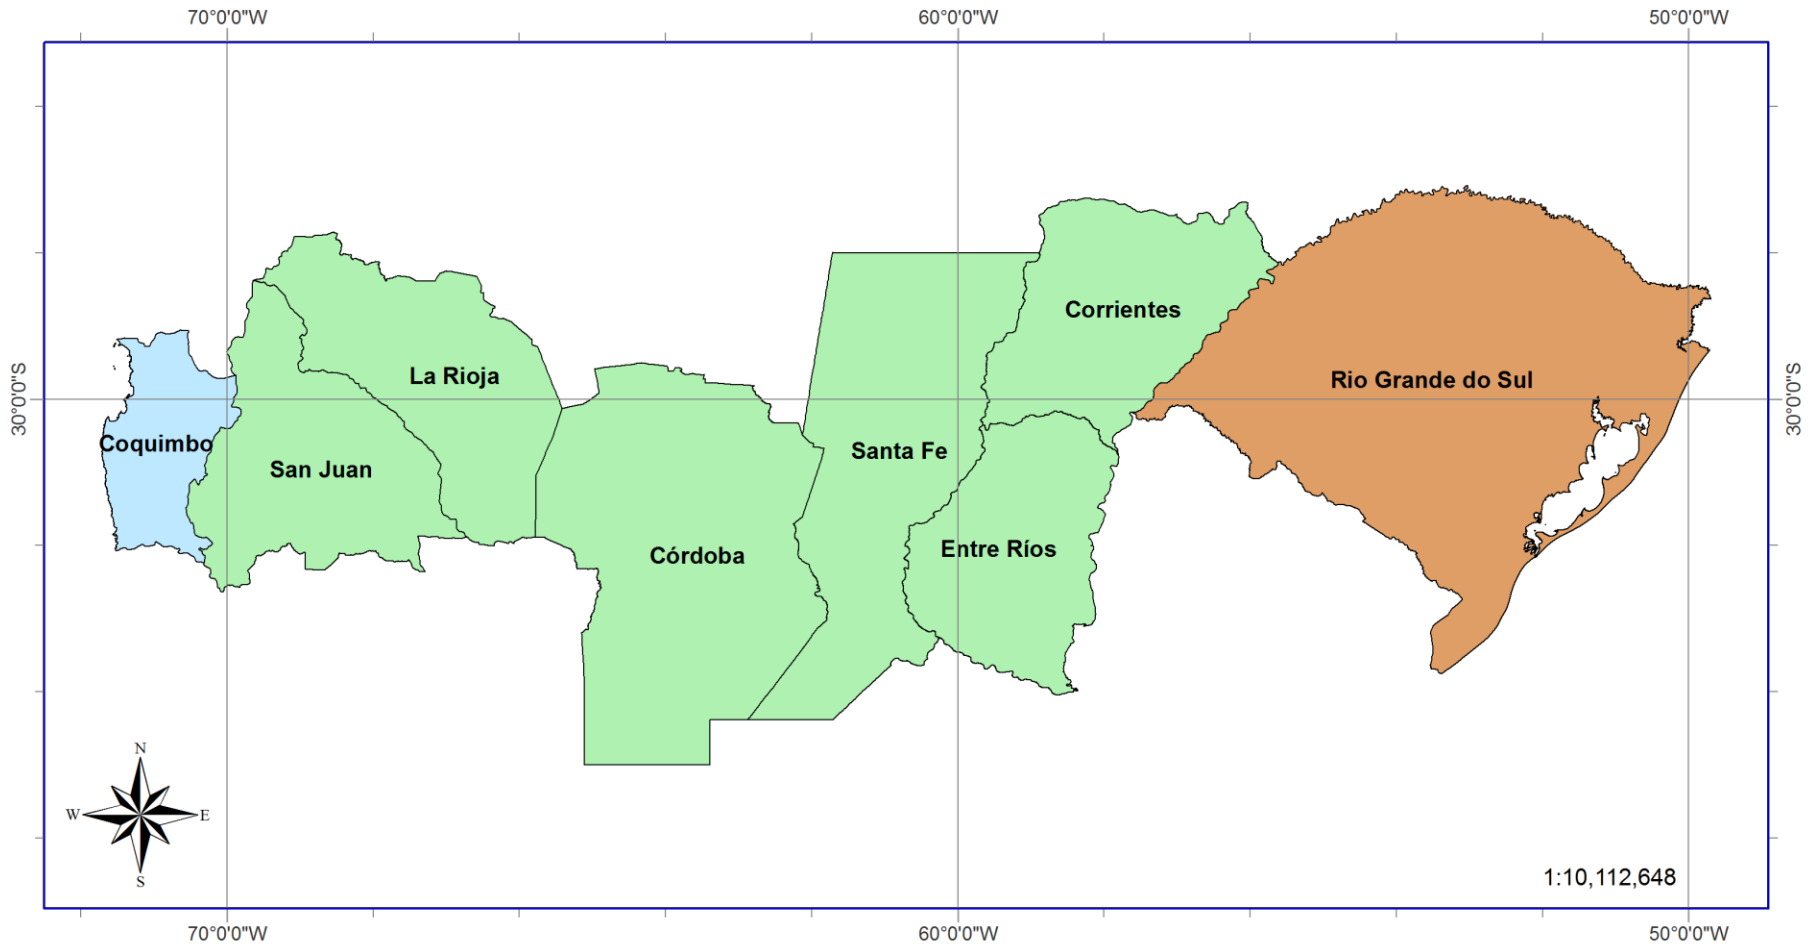 70°0'0"W 60°0'0"W 50°0'0"W
Corrientes
La Rioja
Rio Grande do Sul
30°0'0"S 30°0'0"S
Coquimbo
Santa Fe
San Juan
Entre Ríos
Córdoba
N
W E
S
1:10,112,648
70°0'0"W 60°0'0"W 50°0'0"W